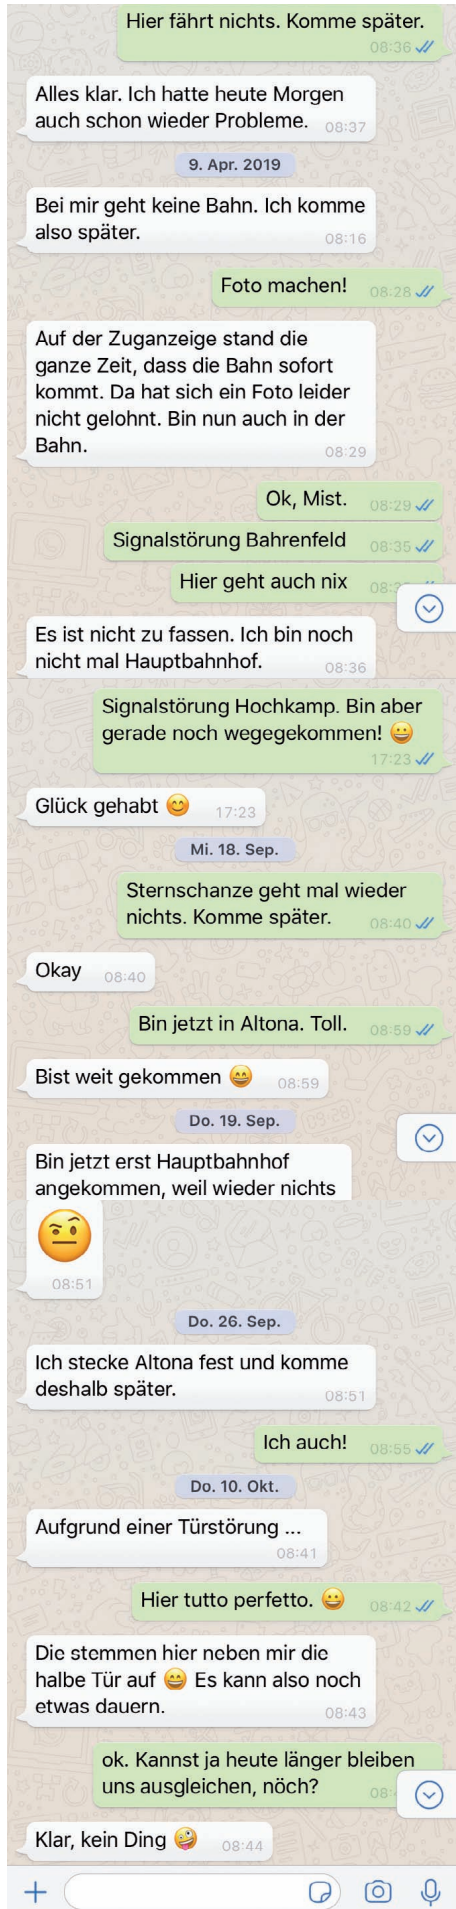 Hier fährt nichts. Komme später.
08:36
Alles klar. Ich hatte heute Morgen
auch schon wieder Probleme. 08:37
9. Apr. 2019
Bei mir geht keine Bahn. Ich komme
also später. 08:16
Foto machen! 08:28
Auf der Zuganzeige stand die
ganze Zeit, dass die Bahn sofort
kommt. Da hat sich ein Foto leider
nicht gelohnt. Bin nun auch in der
Bahn. 08:29
Ok, Mist. 08:29
Signalstörung Bahrenfeld 08:35
Hier geht auch nix
Es ist nicht zu fassen. Ich bin noch
nicht mal Hauptbahnhof. 08:36
Signalstörung Hochkamp. Bin aber
gerade noch wegegekommen! 😀
17:23
Glück gehabt 😊 17:23
Mi. 18. Sep.
Sternschanze geht mal wieder
nichts. Komme später. 08:40
Okay 08:40
Bin jetzt in Altona. Toll. 08:59
Bist weit gekommen 😄 08:59
Do. 19. Sep.
Bin jetzt erst Hauptbahnhof
angekommen, weil wieder nichts
🤨
08:51
Do. 26. Sep.
Ich stecke Altona fest und komme
deshalb später. 08:51
Ich auch! 08:55
Do. 10. Okt.
Aufgrund einer Türstörung ...
08:41
Hier tutto perfetto. 😀 08:42
Die stemmen hier neben mir die
halbe Tür auf 😄 Es kann also noch
etwas dauern. 08:43
ok. Kannst ja heute länger bleiben
uns ausgleichen, nöch?
Klar, kein Ding 🤪 08:44